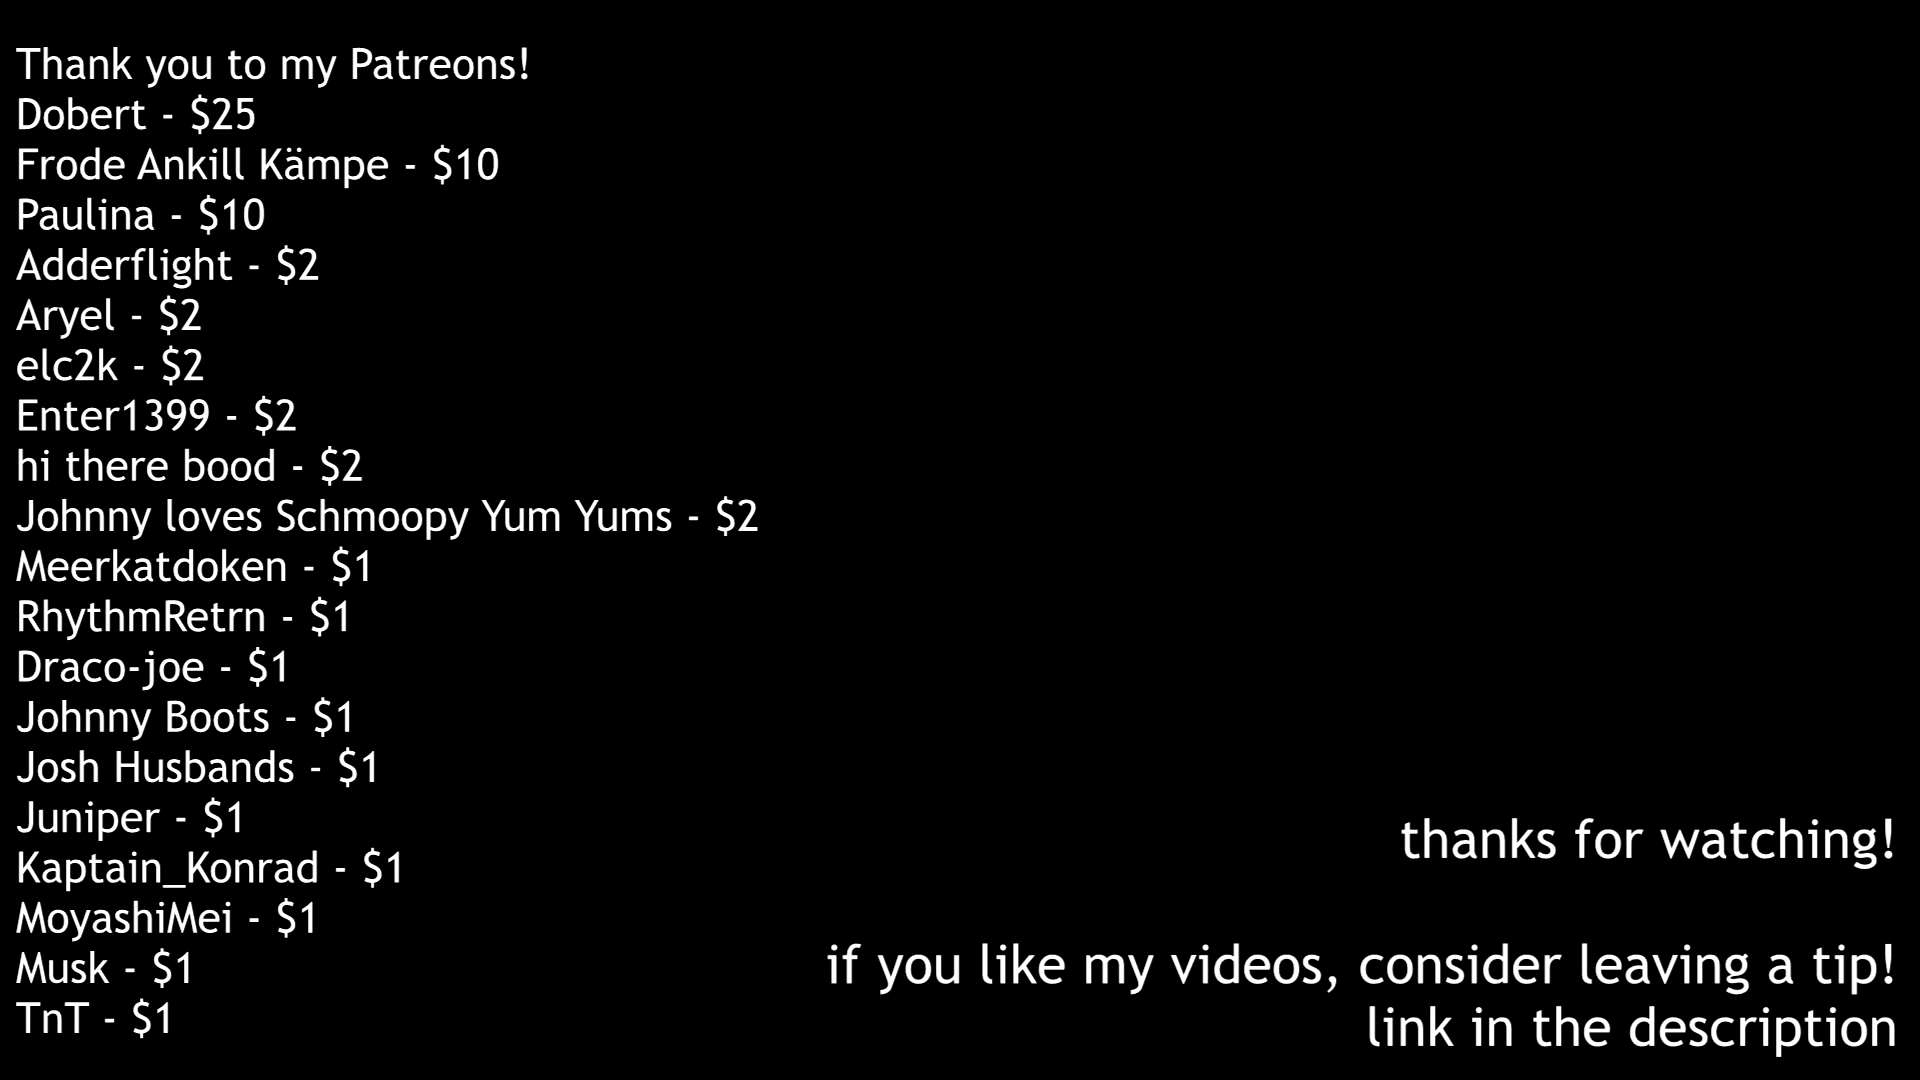 Thank you to my Patreons!
Dobert - $25
Frode Ankill Kämpe - $10
Paulina - $10
Adderflight - $2
Aryel - $2
elc2k - $2
Enter1399 - $2
hi there bood - $2
Johnny loves Schmoopy Yum Yums - $2
Meerkatdoken - $1
RhythmRetrn - $1
Draco-joe - $1
Johnny Boots - $1
Josh Husbands - $1
Juniper - $1
Kaptain_Konrad - $1
MoyashiMei - $1
Musk - $1
TnT - $1
thanks for watching!
if you like my videos, consider leaving a tip!
link in the description